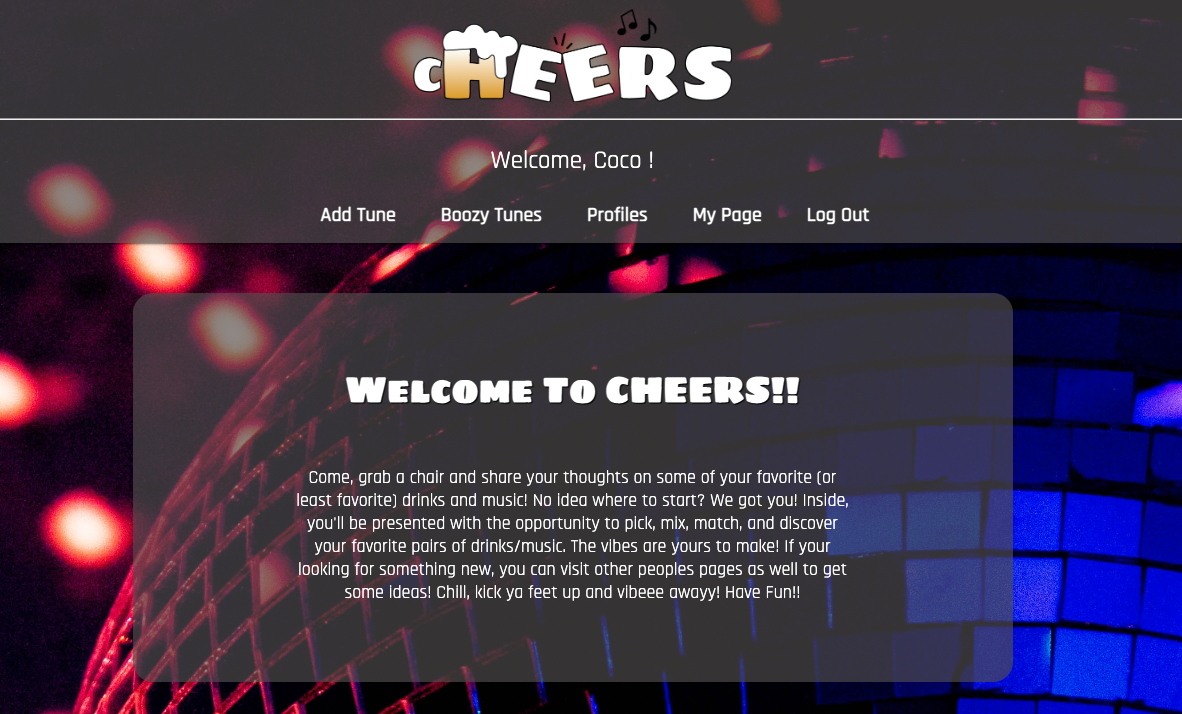 cHEERS
Welcome, Coco !
Add Tune Boozy Tunes Profiles My Page Log Out
Welcome To CHEERS!!
Come, grab a chair and share your thoughts on some of your favorite (or
least favorite) drinks and music! No idea where to start? We got you! Inside,
you'll be presented with the opportunity to pick, mix, match, and discover
your favorite pairs of drinks/music. The vibes are yours to make! If your
looking for something new, you can visit other peoples pages as well to get
some ideas! Chill, kick ya feet up and vibeee awayy! Have Fun!!